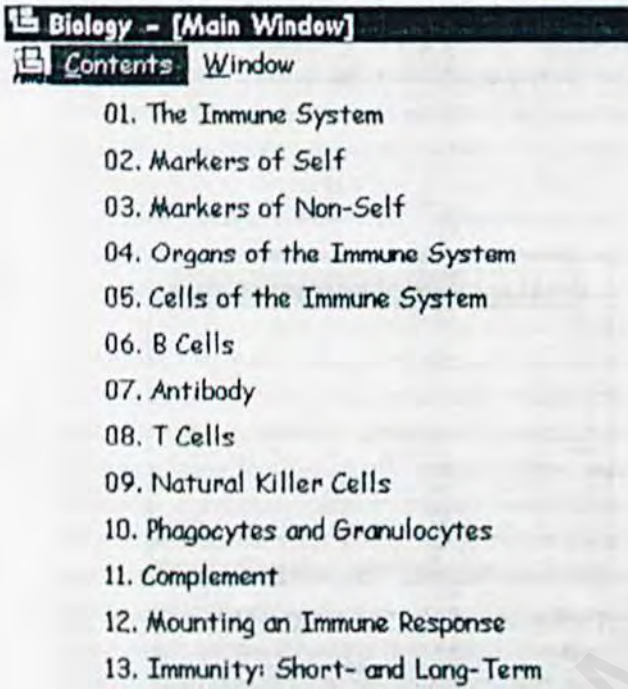 Biology - [Main Window]
Contents Window
01. The Immune System
02. Markers of Self
03. Markers of Non-Self
04. Organs of the Immune System
05. Cells of the Immune System
06. B Cells
07. Antibody
08. T Cells
09. Natural Killer Cells
10. Phagocytes and Granulocytes
11. Complement
12. Mounting an Immune Response
13. Immunity: Short- and Long-Term